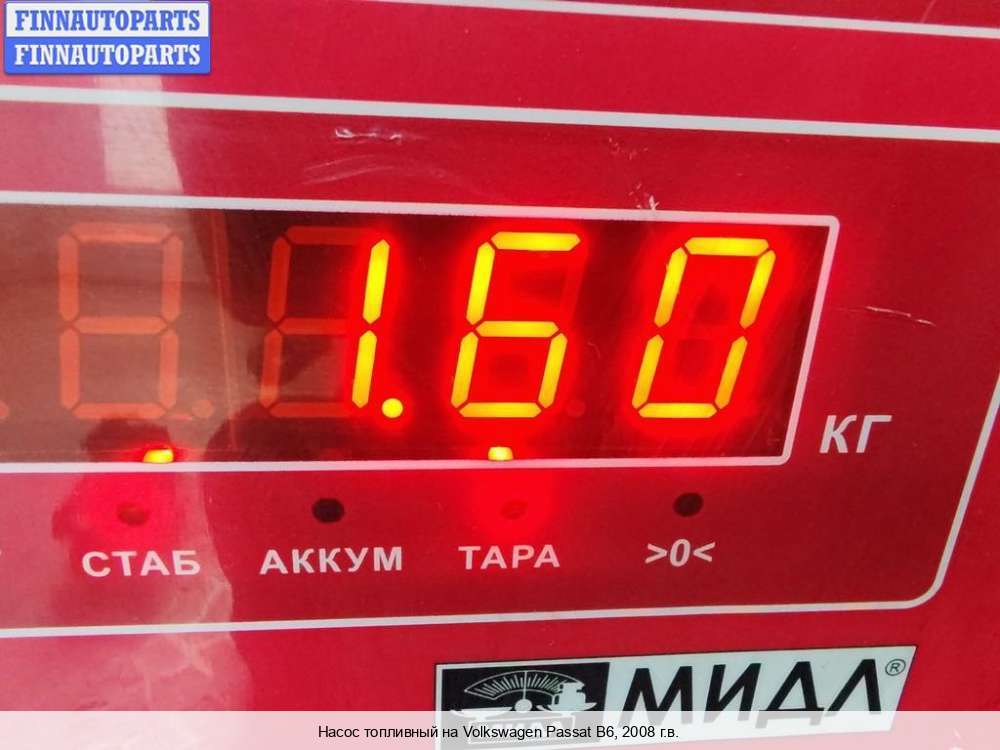 FINNAUTOPARTS
FINNAUTOPARTS
1.60
КГ
СТАБ АККУМ ТАРА >0<
МИДЛ®
Насос топливный на Volkswagen Passat B6, 2008 г.в.